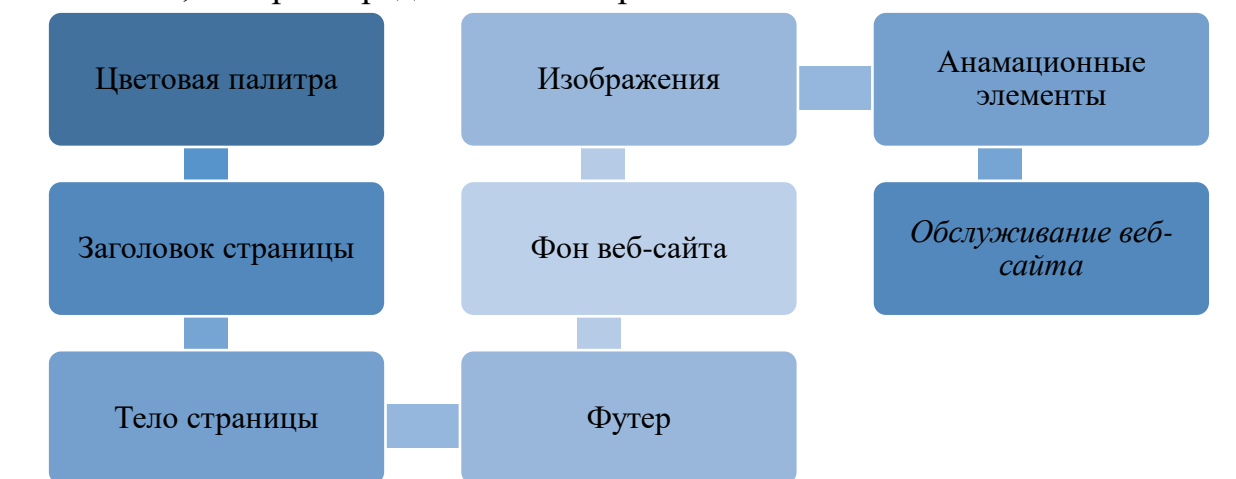 Цветовая палитра
Заголовок страницы
Тело страницы
Футер
Фон веб-сайта
Изображения
Анамационные
элементы
Обслуживание веб-
сайта